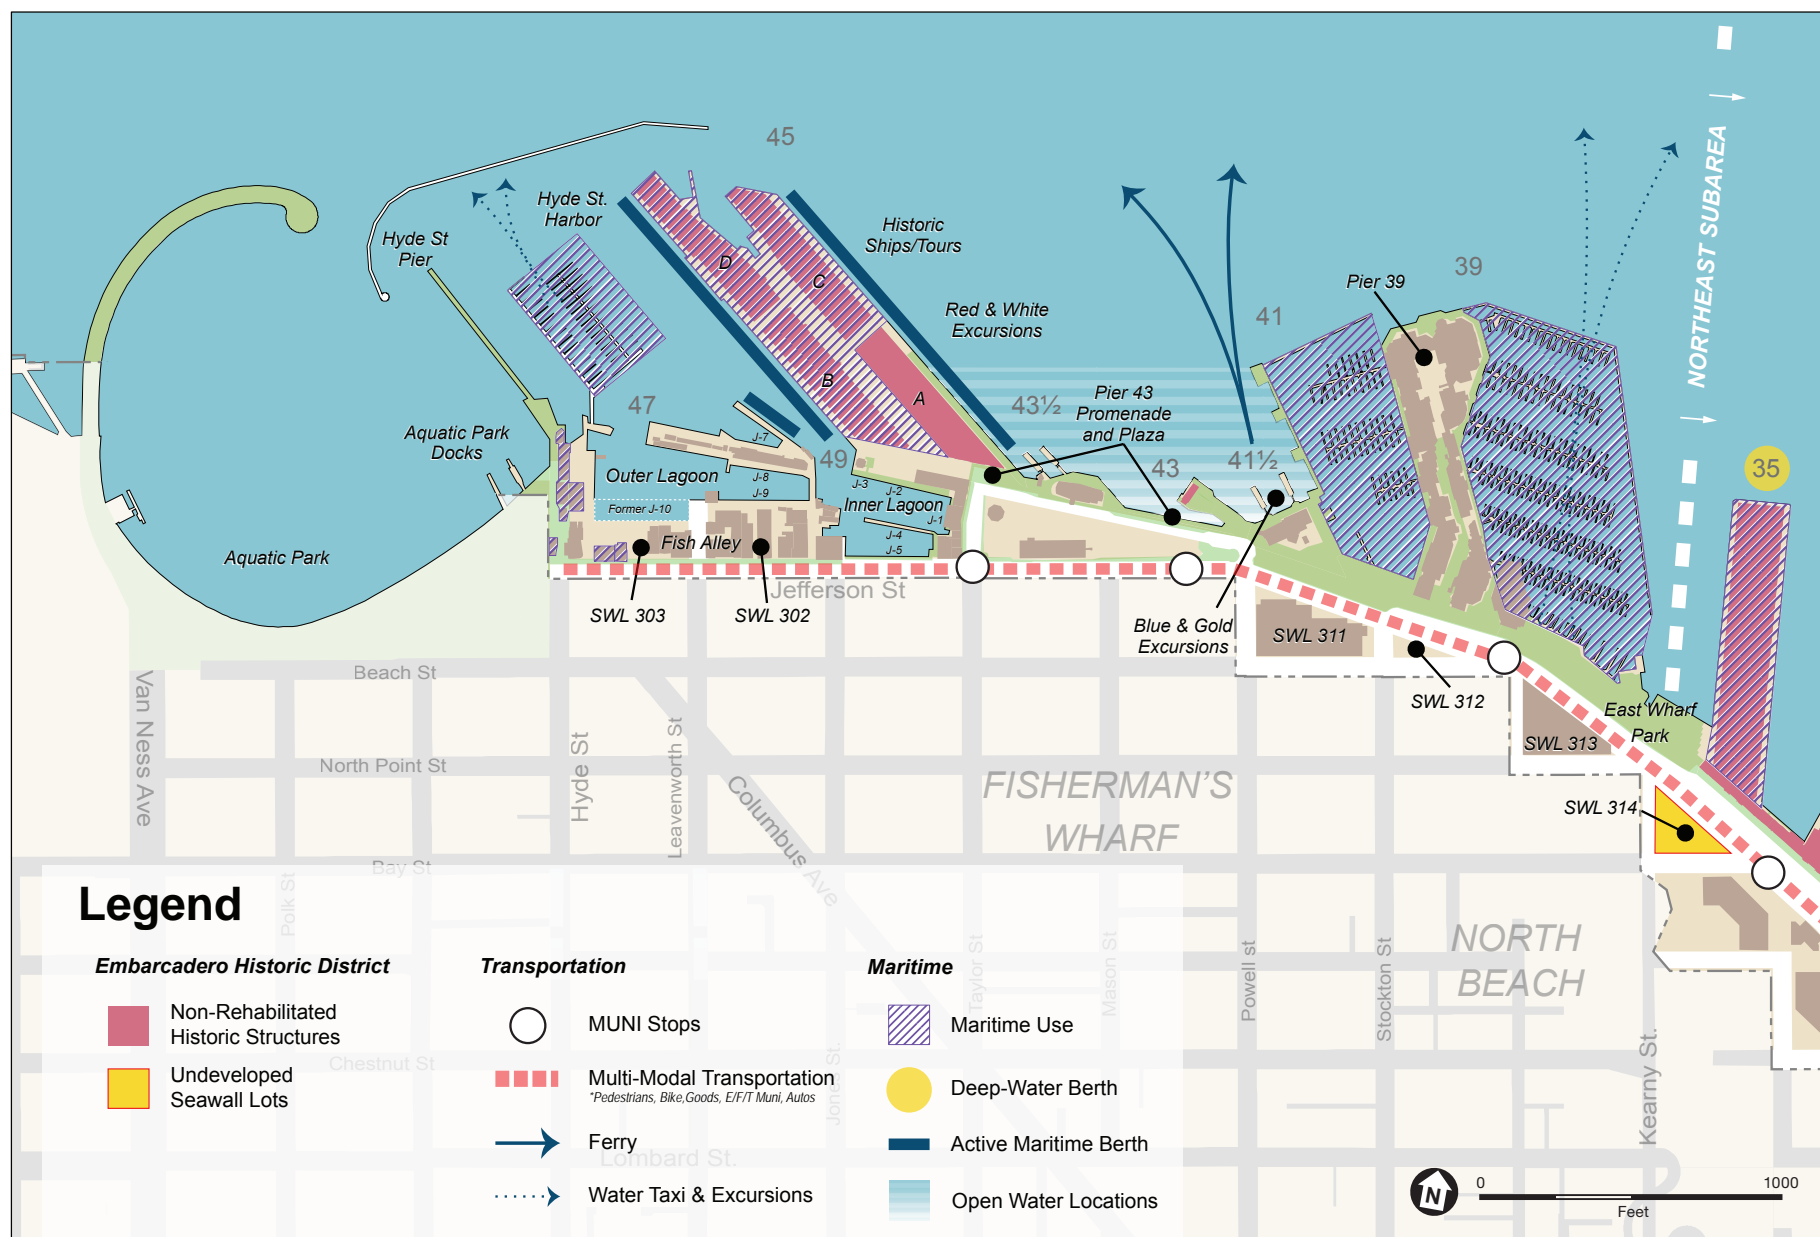 45
Hyde St.
Harbor
Hyde St
Pier
Historic
Ships/Tours
D
C
Red & White
Excursions
B
A
Pier 39
39
41
NORTHEAST SUBAREA
47
43½
Pier 43
Promenade
and Plaza
Aquatic Park
Docks
J-7
49
43
41½
35
Outer Lagoon
J-8
J-9
J-3
J-2
Inner Lagoon
J-1
Former J-10
Fish Alley
J-4
J-5
Aquatic Park
SWL 303
SWL 302
Jefferson St
Blue & Gold
Excursions
SWL 311
SWL 312
East Wharf
Park
SWL 313
SWL 314
Beach St
Van Ness Ave
North Point St
Hyde St
Leavenworth St
Columbus Ave
FISHERMAN'S
WHARF
Bay St
Polk St
NORTH
BEACH
Taylor St
Mason St
Powell st
Stockton St
Kearny St.
Chestnut St
Jones St.
Lombard St.
Legend
Embarcadero Historic District
Non-Rehabilitated
Historic Structures
Undeveloped
Seawall Lots
Transportation
MUNI Stops
Multi-Modal Transportation
*Pedestrians, Bike,Goods, E/F/T Muni, Autos
Ferry
Water Taxi & Excursions
Maritime
Maritime Use
Deep-Water Berth
Active Maritime Berth
Open Water Locations
N
0
1000
Feet